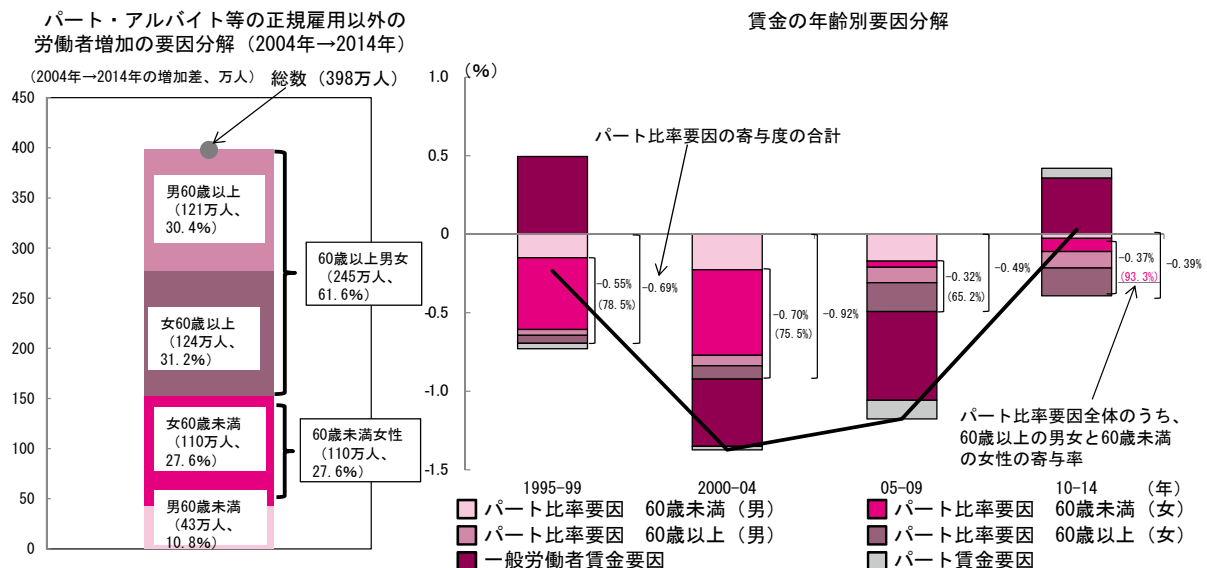 パート・アルバイト等の正規雇用以外の
労働者増加の要因分解（2004年→2014年）
（2004年→2014年の増加差、万人）
総数（398万人）
450
400
350
300
250
200
150
100
50
0
男60歳以上
（121万人、
30.4%）
女60歳以上
（124万人、
31.2%）
女60歳未満
（110万人、
27.6%）
男60歳未満
（43万人、
10.8%）
60歳以上男女
（245万人、
61.6%）
60歳未満女性
（110万人、
27.6%）
賃金の年齢別要因分解
（%）
1.0
0.5
0
-0.5
-1.0
-1.5
パート比率要因の寄与度の合計
-0.55%
（78.5%）
-0.69%
-0.70%
（75.5%）
-0.92%
-0.32%
（65.2%）
-0.49%
-0.37%
（93.3%）
-0.39%
パート比率要因全体のうち、
60歳以上の男女と60歳未満
の女性の寄与率
1995-99 2000-04 05-09 10-14 （年）
パート比率要因　60歳未満（男）
パート比率要因　60歳未満（女）
パート比率要因　60歳以上（男）
パート比率要因　60歳以上（女）
一般労働者賃金要因
パート賃金要因